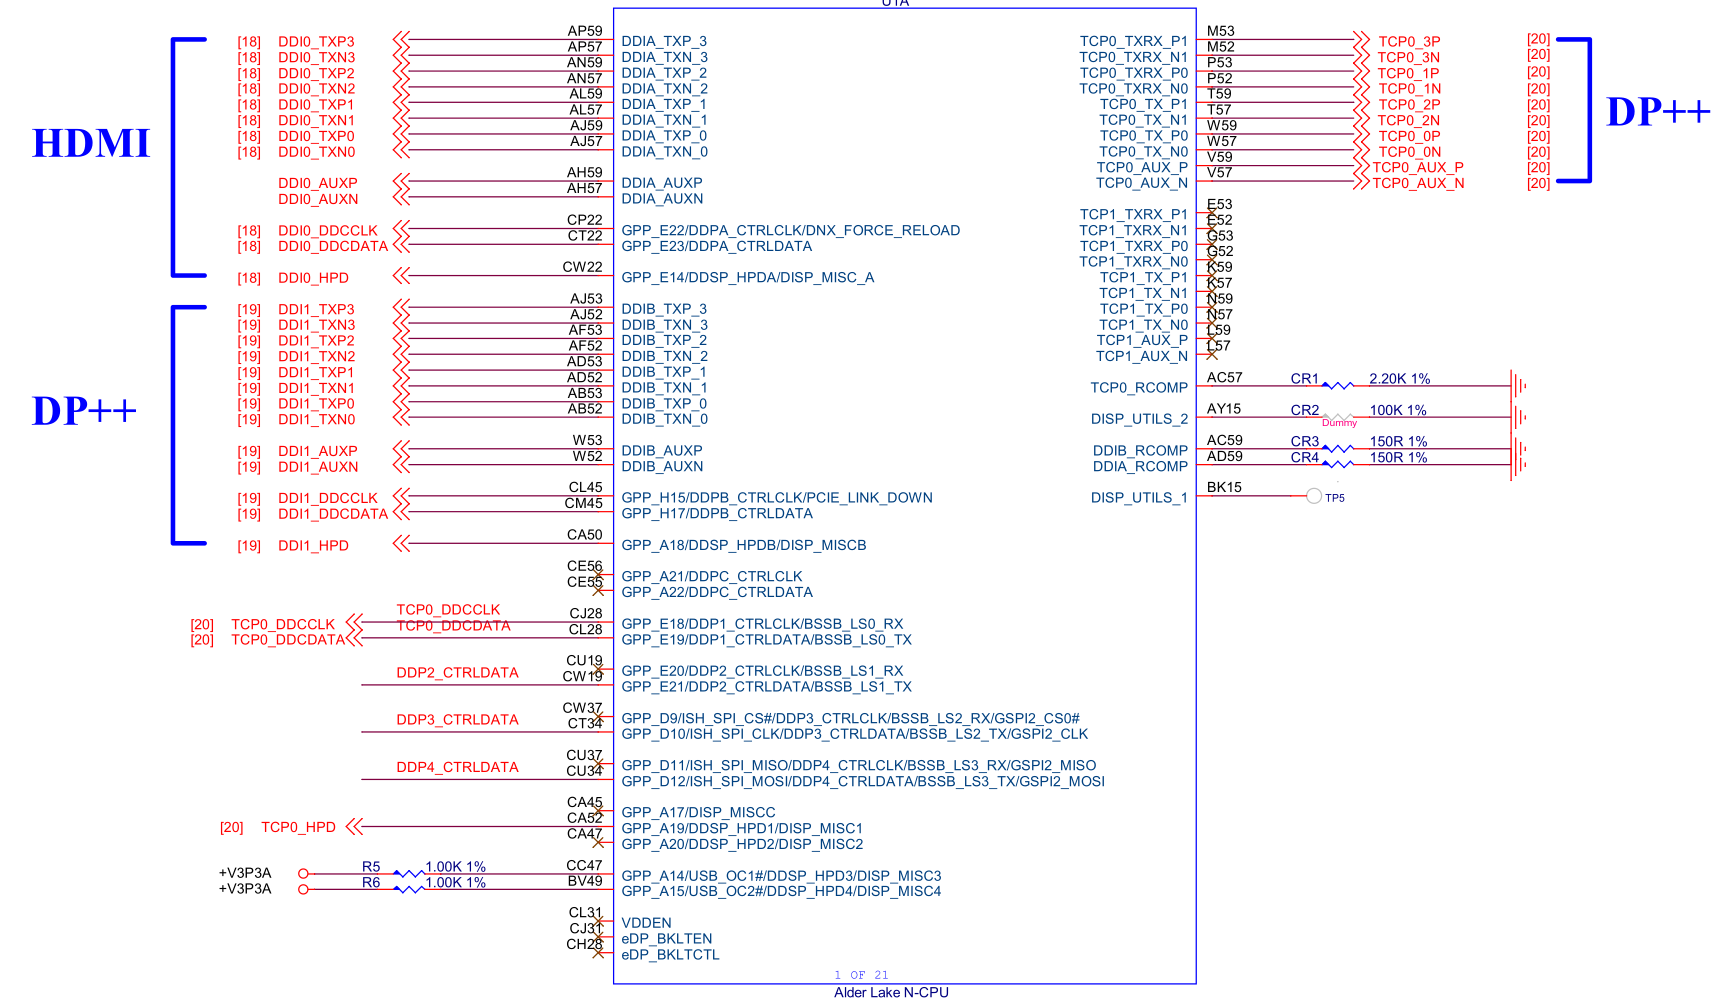 U1A
HDMI
[18] DDI0_TXP3 AP59 DDIA_TXP_3
[18] DDI0_TXN3 AP57 DDIA_TXN_3
[18] DDI0_TXP2 AN59 DDIA_TXP_2
[18] DDI0_TXN2 AN57 DDIA_TXN_2
[18] DDI0_TXP1 AL59 DDIA_TXP_1
[18] DDI0_TXN1 AL57 DDIA_TXN_1
[18] DDI0_TXP0 AJ59 DDIA_TXP_0
[18] DDI0_TXN0 AJ57 DDIA_TXN_0
DDI0_AUXP AH59 DDIA_AUXP
DDI0_AUXN AH57 DDIA_AUXN
[18] DDI0_DDCCLK CP22 GPP_E22/DDPA_CTRLCLK/DNX_FORCE_RELOAD
[18] DDI0_DDCDATA CT22 GPP_E23/DDPA_CTRLDATA
[18] DDI0_HPD CW22 GPP_E14/DDSP_HPDA/DISP_MISC_A
DP++
[19] DDI1_TXP3 AJ53 DDIB_TXP_3
[19] DDI1_TXN3 AJ52 DDIB_TXN_3
[19] DDI1_TXP2 AF53 DDIB_TXP_2
[19] DDI1_TXN2 AF52 DDIB_TXN_2
[19] DDI1_TXP1 AD53 DDIB_TXP_1
[19] DDI1_TXN1 AD52 DDIB_TXN_1
[19] DDI1_TXP0 AB53 DDIB_TXP_0
[19] DDI1_TXN0 AB52 DDIB_TXN_0
[19] DDI1_AUXP W53 DDIB_AUXP
[19] DDI1_AUXN W52 DDIB_AUXN
[19] DDI1_DDCCLK CL45 GPP_H15/DDPB_CTRLCLK/PCIE_LINK_DOWN
[19] DDI1_DDCDATA CM45 GPP_H17/DDPB_CTRLDATA
[19] DDI1_HPD CA50 GPP_A18/DDSP_HPDB/DISP_MISCB
CE56 GPP_A21/DDPC_CTRLCLK
CE55 GPP_A22/DDPC_CTRLDATA
[20] TCP0_DDCCLK TCP0_DDCCLK CJ28 GPP_E18/DDP1_CTRLCLK/BSSB_LS0_RX
[20] TCP0_DDCDATA TCP0_DDCDATA CL28 GPP_E19/DDP1_CTRLDATA/BSSB_LS0_TX
CU19 GPP_E20/DDP2_CTRLCLK/BSSB_LS1_RX
DDP2_CTRLDATA CW19 GPP_E21/DDP2_CTRLDATA/BSSB_LS1_TX
CW37 GPP_D9/ISH_SPI_CS#/DDP3_CTRLCLK/BSSB_LS2_RX/GSPI2_CS0#
DDP3_CTRLDATA CT34 GPP_D10/ISH_SPI_CLK/DDP3_CTRLDATA/BSSB_LS2_TX/GSPI2_CLK
CU37 GPP_D11/ISH_SPI_MISO/DDP4_CTRLCLK/BSSB_LS3_RX/GSPI2_MISO
DDP4_CTRLDATA CU34 GPP_D12/ISH_SPI_MOSI/DDP4_CTRLDATA/BSSB_LS3_TX/GSPI2_MOSI
CA45 GPP_A17/DISP_MISCC
[20] TCP0_HPD CA52 GPP_A19/DDSP_HPD1/DISP_MISC1
CA47 GPP_A20/DDSP_HPD2/DISP_MISC2
+V3P3A R5 1.00K 1% CC47 GPP_A14/USB_OC1#/DDSP_HPD3/DISP_MISC3
+V3P3A R6 1.00K 1% BV49 GPP_A15/USB_OC2#/DDSP_HPD4/DISP_MISC4
CL31 VDDEN
CJ31 eDP_BKLTEN
CH28 eDP_BKLTCTL
TCP0_TXRX_P1 M53 TCP0_3P [20]
TCP0_TXRX_N1 M52 TCP0_3N [20]
TCP0_TXRX_P0 P53 TCP0_1P [20]
TCP0_TXRX_N0 P52 TCP0_1N [20]
TCP0_TX_P1 T59 TCP0_2P [20]
TCP0_TX_N1 T57 TCP0_2N [20]
TCP0_TX_P0 W59 TCP0_0P [20]
TCP0_TX_N0 W57 TCP0_0N [20]
TCP0_AUX_P V59 TCP0_AUX_P [20]
TCP0_AUX_N V57 TCP0_AUX_N [20]
DP++
TCP1_TXRX_P1 E53
TCP1_TXRX_N1 E52
TCP1_TXRX_P0 G53
TCP1_TXRX_N0 G52
TCP1_TX_P1 K59
TCP1_TX_N1 K57
TCP1_TX_P0 N59
TCP1_TX_N0 N57
TCP1_AUX_P L59
TCP1_AUX_N L57
TCP0_RCOMP AC57 CR1 2.20K 1%
DISP_UTILS_2 AY15 CR2 100K 1%
Dummy
DDIB_RCOMP AC59 CR3 150R 1%
DDIA_RCOMP AD59 CR4 150R 1%
DISP_UTILS_1 BK15 TP5
1 OF 21
Alder Lake N-CPU